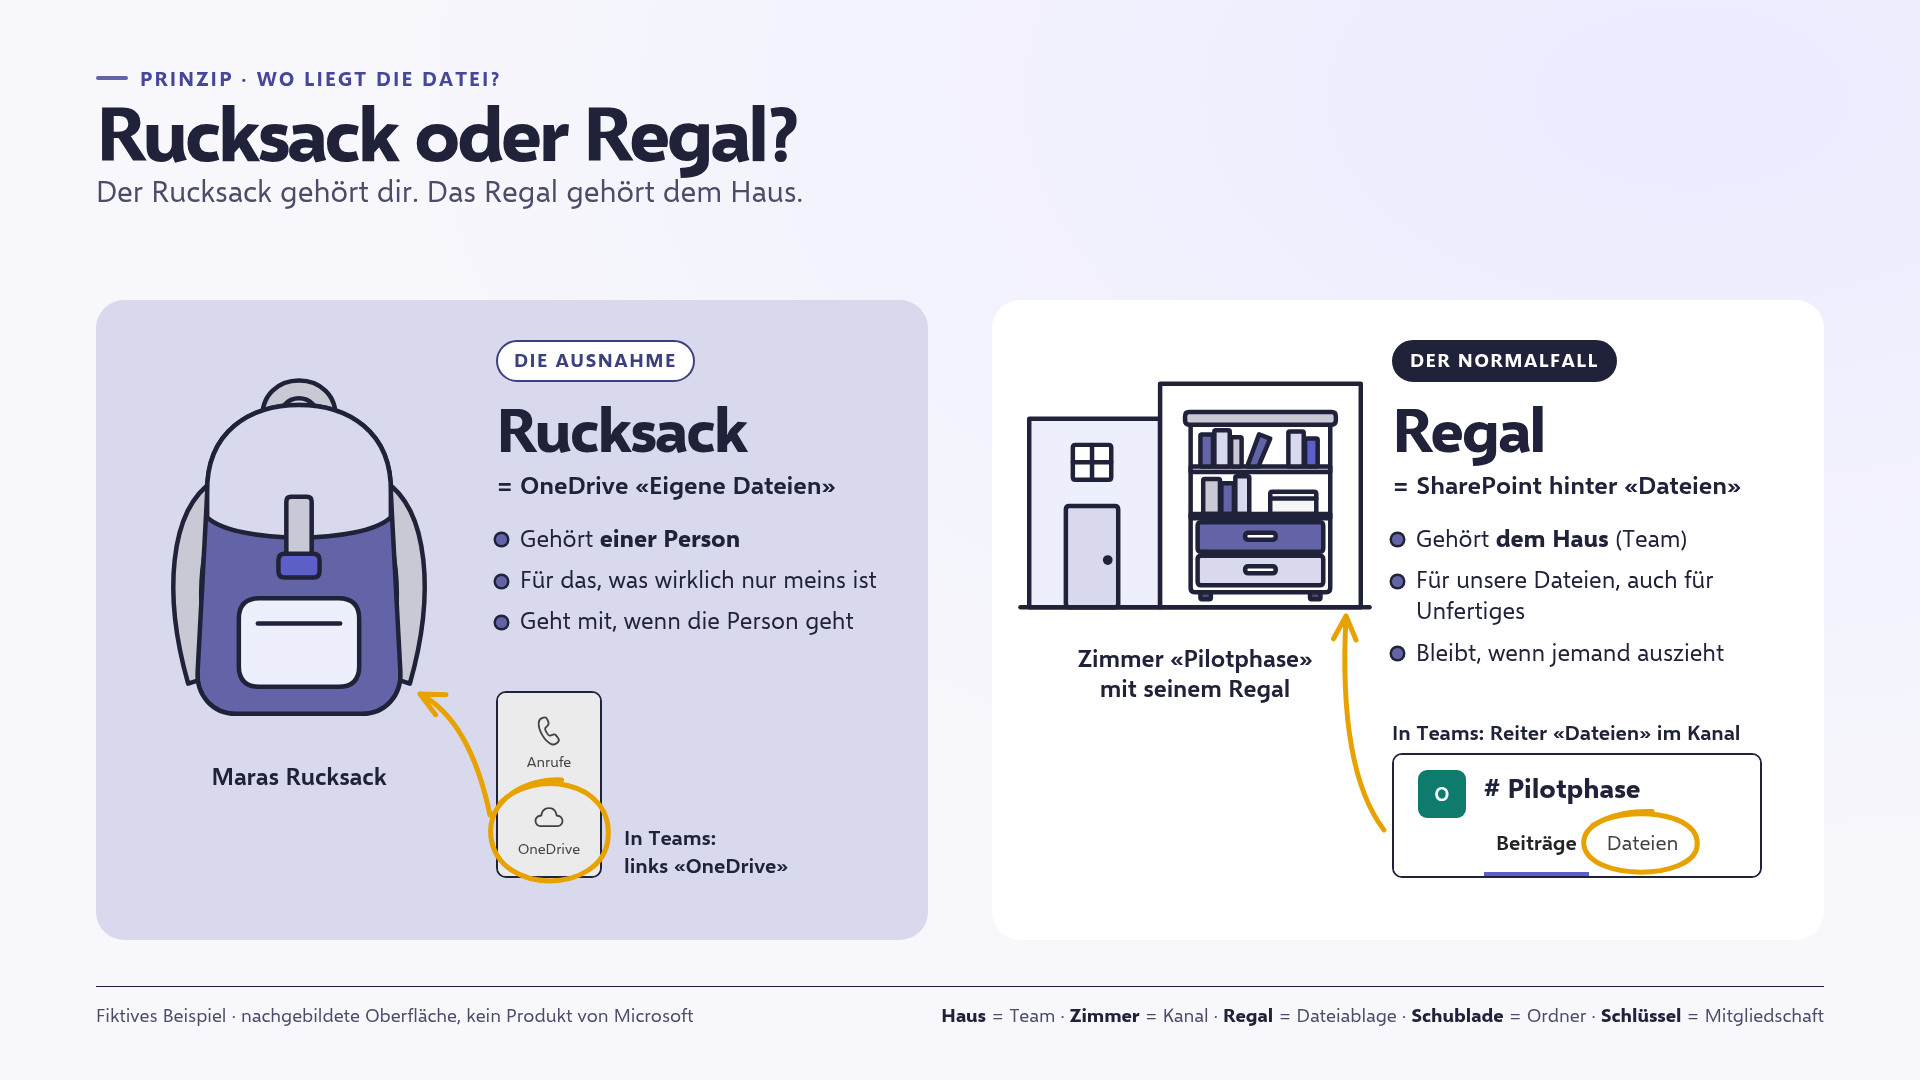 PRINZIP · WO LIEGT DIE DATEI?
Rucksack oder Regal?
Der Rucksack gehört dir. Das Regal gehört dem Haus.
DIE AUSNAHME
Rucksack
= OneDrive «Eigene Dateien»
Gehört einer Person
Für das, was wirklich nur meins ist
Geht mit, wenn die Person geht
Maras Rucksack
Anrufe
OneDrive
In Teams:
links «OneDrive»
DER NORMALFALL
Regal
= SharePoint hinter «Dateien»
Gehört dem Haus (Team)
Für unsere Dateien, auch für
Unfertiges
Bleibt, wenn jemand auszieht
Zimmer «Pilotphase»
mit seinem Regal
In Teams: Reiter «Dateien» im Kanal
O
# Pilotphase
Beiträge Dateien
Fiktives Beispiel · nachgebildete Oberfläche, kein Produkt von Microsoft
Haus = Team · Zimmer = Kanal · Regal = Dateiablage · Schublade = Ordner · Schlüssel = Mitgliedschaft